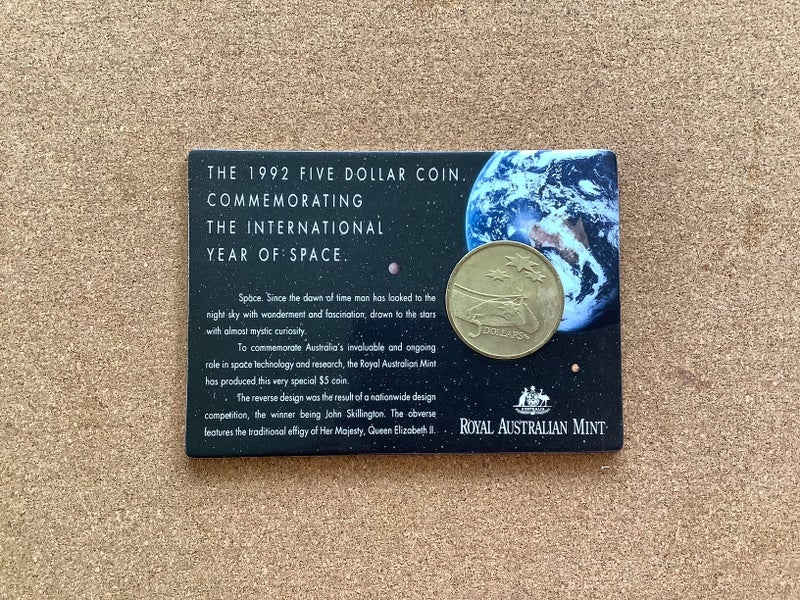 THE 1992 FIVE DOLLAR COIN.
COMMEMORATING
THE INTERNATIONAL
YEAR OF SPACE.
Space. Since the dawn of time man has looked to the
night sky with wonderment and fascination, drawn to the stars
with almost mystic curiosity.
To commemorate Australia's invaluable and ongoing
role in space technology and research, the Royal Australian Mint
has produced this very special $5 coin.
The reverse design was the result of a nationwide design
competition, the winner being John Skillington. The obverse
features the traditional effigy of Her Majesty, Queen Elizabeth II.
5
DOLLARS
ROYAL AUSTRALIAN MINT